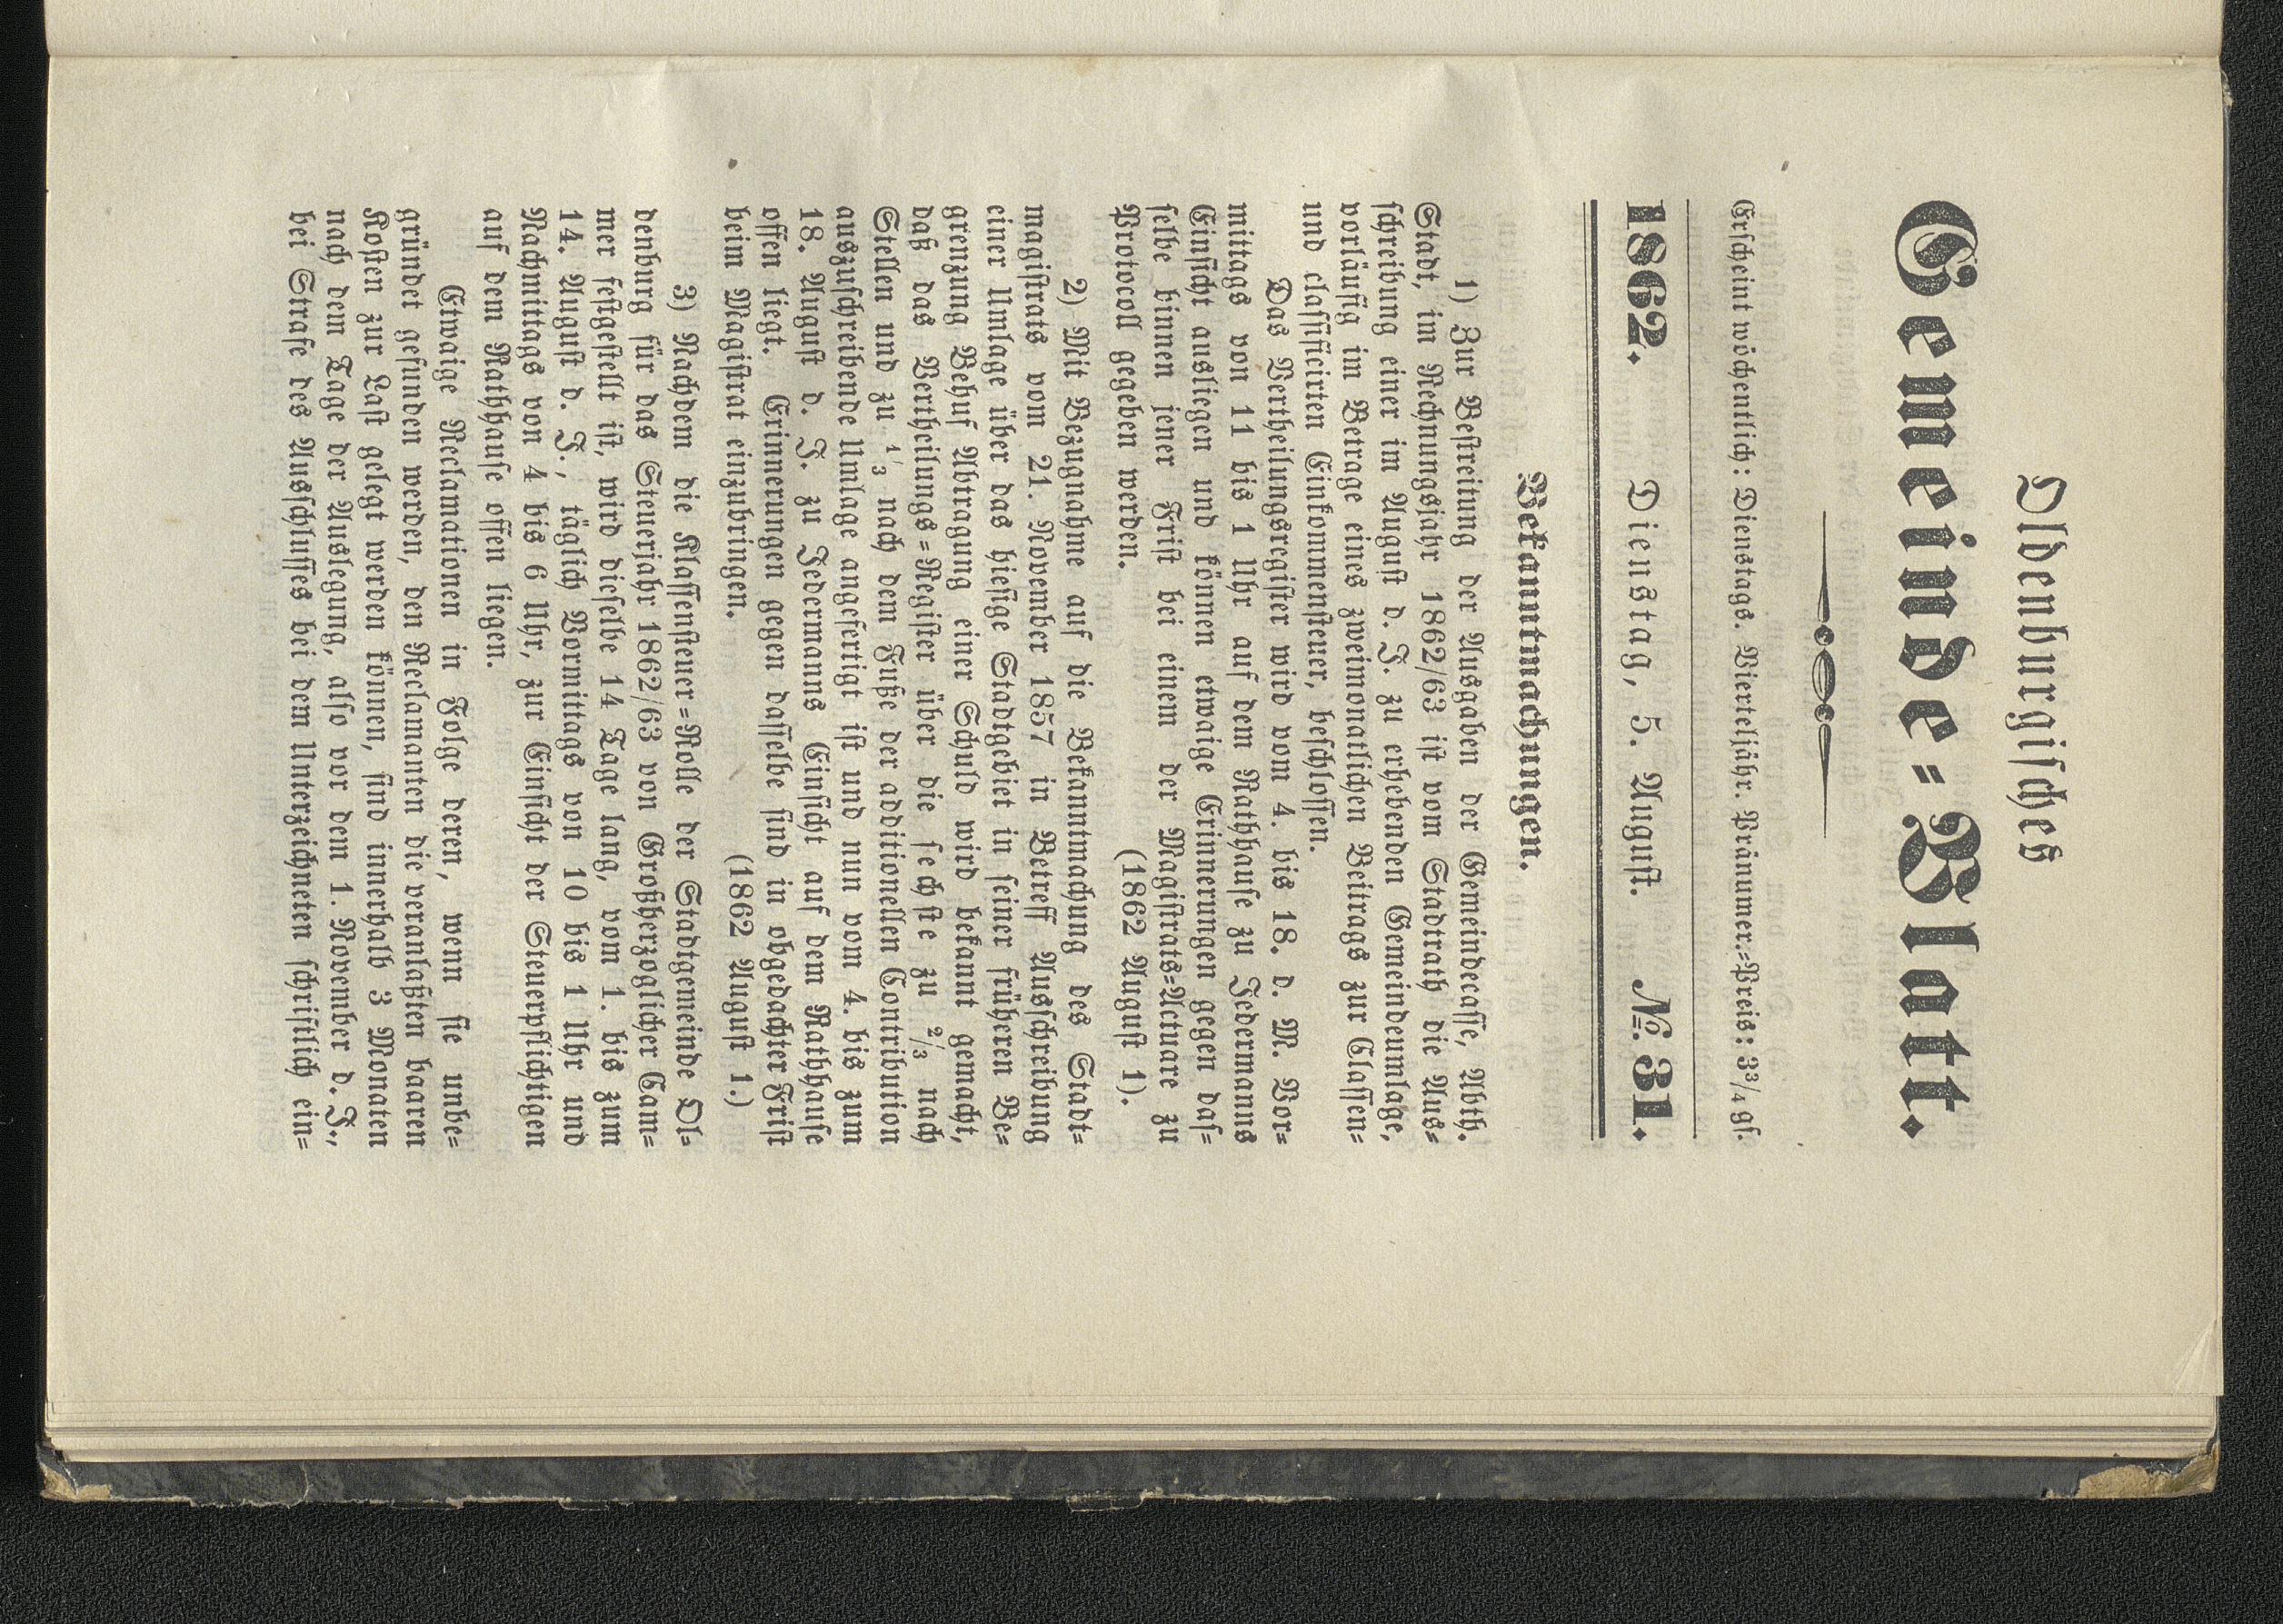 Oldenburgisches
Gemeinde-Blatt.
Erscheint wöchentlich: Dienstags. Vierteljähr. Pränumer.-Preis: 3³/₄ gſ.
1862. Dienstag, 5. Auguſt. №. 31.
Bekanntmachungen.
1) Zur Beſtreitung der Ausgaben der Gemeindecaſſe, Abth.
Stadt, im Rechnungsjahr 1862/63 iſt vom Stadtrath die Aus-
ſchreibung einer im Auguſt d. J. zu erhebenden Gemeindeumlage,
vorläufig im Betrage eines zweimonatlichen Beitrags zur Claſſen-
und claſſificirten Einkommenſteuer, beſchloſſen.
Das Vertheilungsregiſter wird vom 4. bis 18. d. M. Vor-
mittags von 11 bis 1 Uhr auf dem Rathhauſe zu Jedermanns
Einſicht ausliegen und können etwaige Erinnerungen gegen daſ-
ſelbe binnen jener Friſt bei einem der Magiſtrats-Actuare zu
Protocoll gegeben werden. (1862 Auguſt 1).
2) Mit Bezugnahme auf die Bekanntmachung des Stadt-
magiſtrats vom 21. November 1857 in Betreff Ausſchreibung
einer Umlage über das hieſige Stadtgebiet in ſeiner früheren Be-
grenzung Behuf Abtragung einer Schuld wird bekannt gemacht,
daß das Vertheilungs-Regiſter über die ſechſte zu ²/₃ nach
Stellen und zu ¹/₃ nach dem Fuße der additionellen Contribution
auszuſchreibende Umlage angefertigt iſt und nun vom 4. bis zum
18. Auguſt d. J. zu Jedermanns Einſicht auf dem Rathhauſe
offen liegt. Erinnerungen gegen daſſelbe ſind in obgedachter Friſt
beim Magiſtrat einzubringen. (1862 Auguſt 1.)
3) Nachdem die Klaſſenſteuer-Rolle der Stadtgemeinde Ol-
denburg für das Steuerjahr 1862/63 von Großherzoglicher Cam-
mer feſtgeſtellt iſt, wird dieſelbe 14 Tage lang, vom 1. bis zum
14. Auguſt d. J., täglich Vormittags von 10 bis 1 Uhr und
Nachmittags von 4 bis 6 Uhr, zur Einſicht der Steuerpflichtigen
auf dem Rathhauſe offen liegen.
Etwaige Reclamationen in Folge deren, wenn ſie unbe-
gründet gefunden werden, den Reclamanten die veranlaßten baaren
Koſten zur Laſt gelegt werden können, ſind innerhalb 3 Monaten
nach dem Tage der Auslegung, alſo vor dem 1. November d. J.,
bei Strafe des Ausſchluſſes bei dem Unterzeichneten ſchriftlich ein-